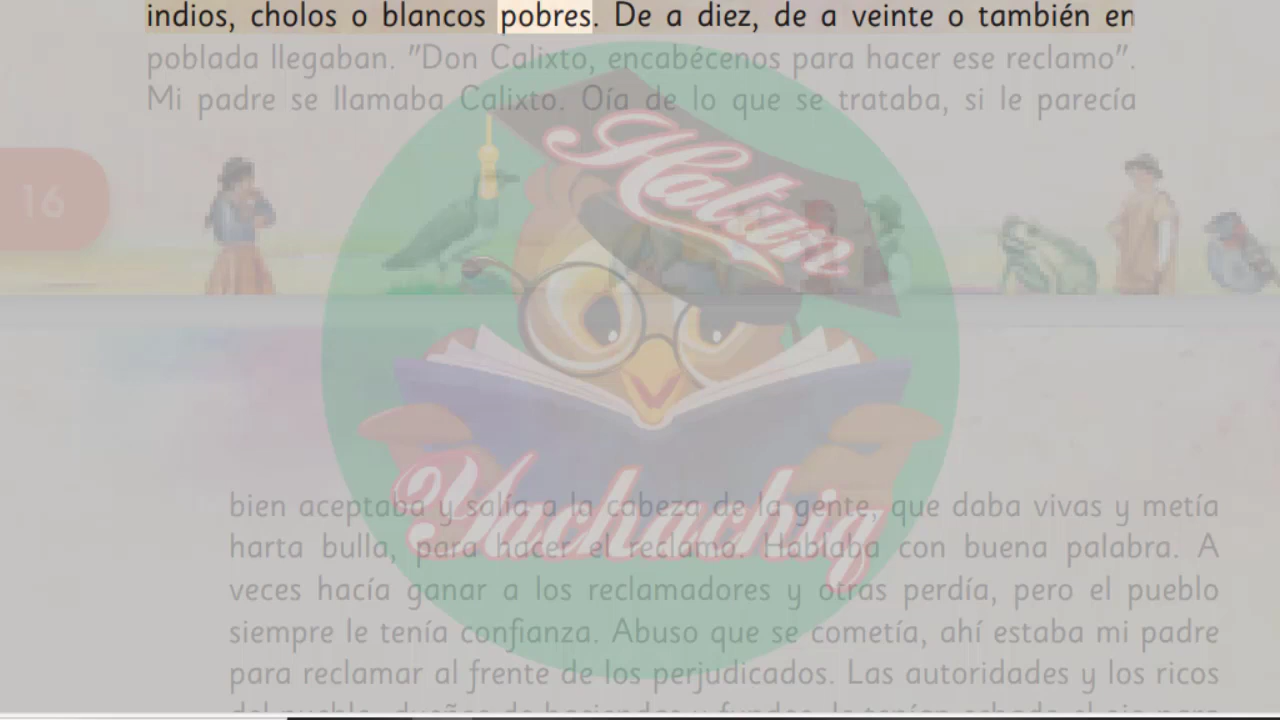 indios, cholos o blancos pobres. De a diez, de a veinte o también en
poblada llegaban. "Don Calixto, encabécenos para hacer ese reclamo".
Mi padre se llamaba Calixto. Oía de lo que se trataba, si le parecía
Hatun
16
Yachachiq
bien aceptaba y salía a la cabeza de la gente, que daba vivas y metía
harta bulla, para hacer el reclamo. Hablaba con buena palabra. A
veces hacía ganar a los reclamadores y otras perdía, pero el pueblo
siempre le tenía confianza. Abuso que se cometía, ahí estaba mi padre
para reclamar al frente de los perjudicados. Las autoridades y los ricos